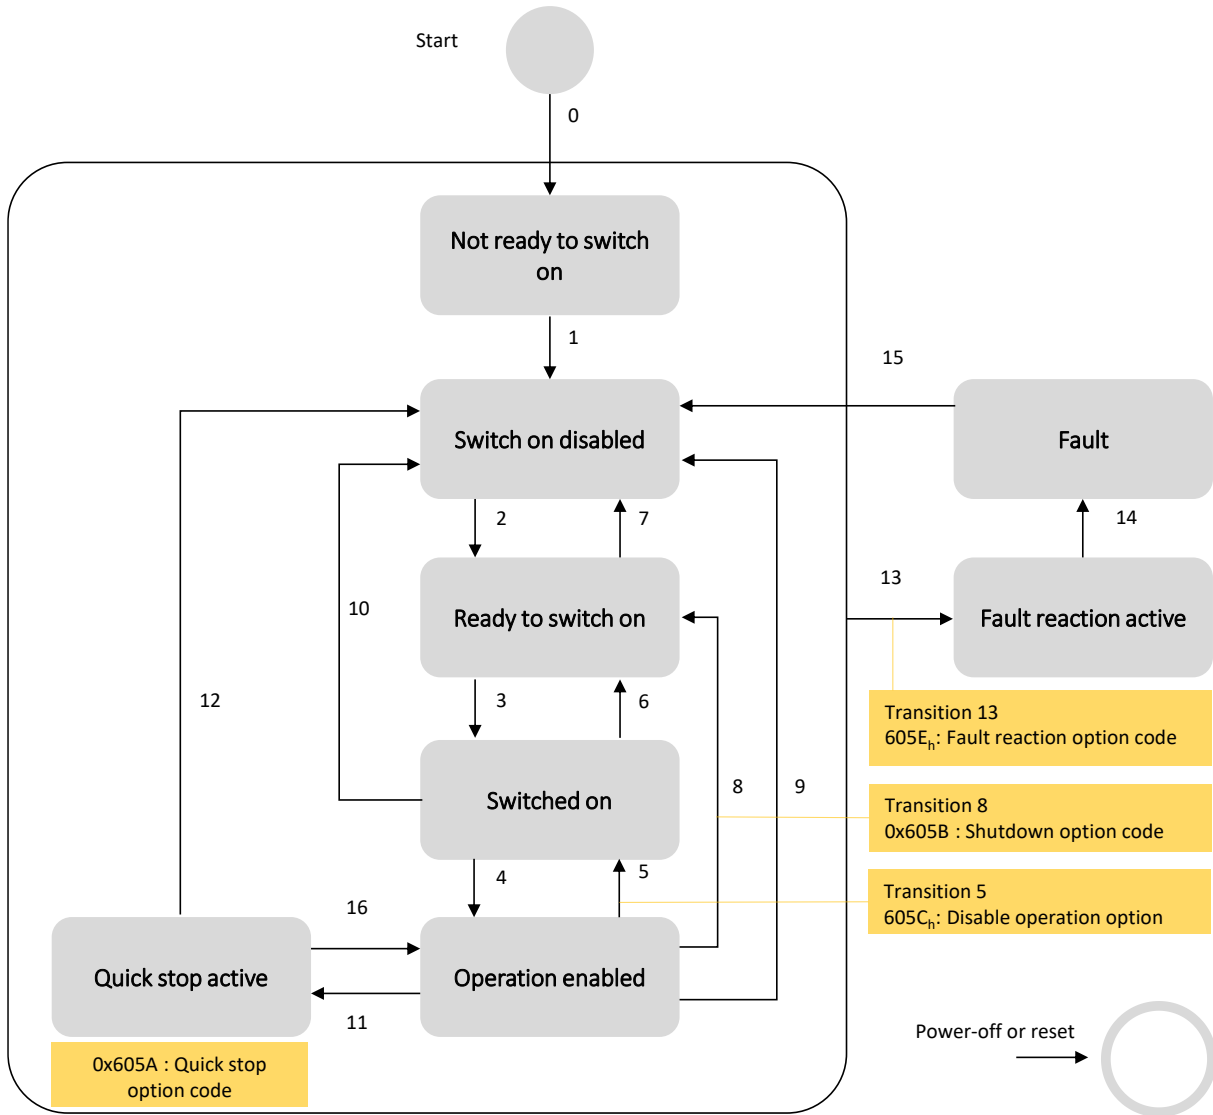 Start
0
Not ready to switch
on
1
15
Switch on disabled
Fault
2
7
14
13
10
Ready to switch on
Fault reaction active
12
3
6
Transition 13
605Eh: Fault reaction option code
8
9
Switched on
Transition 8
0x605B : Shutdown option code
4
5
Transition 5
605Ch: Disable operation option
16
Quick stop active
Operation enabled
11
Power-off or reset
0x605A : Quick stop
option code